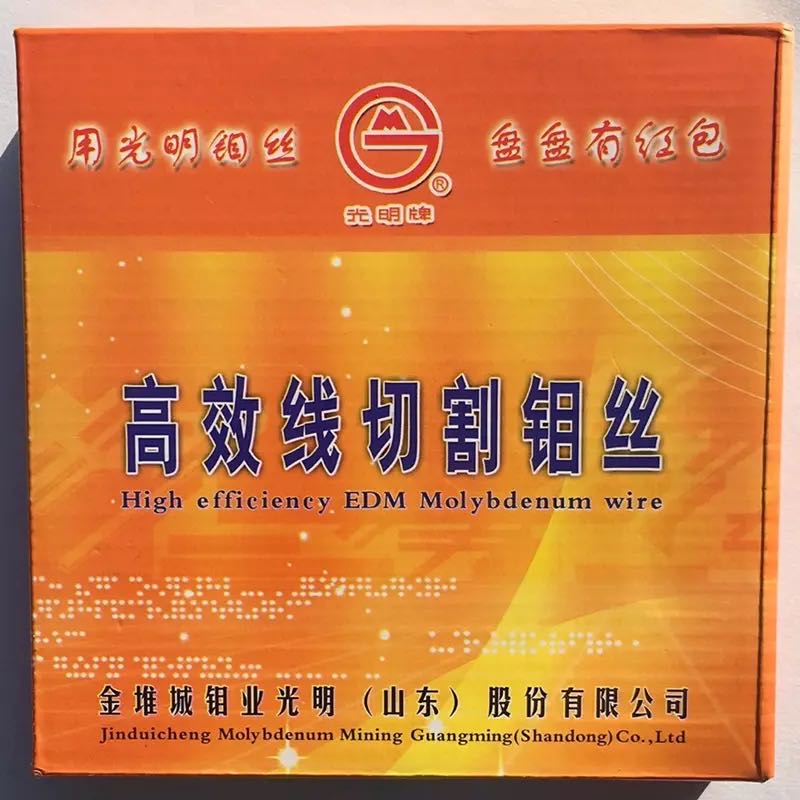 用光明钼丝
盘盘有红包
®
光明牌
高效线切割钼丝
High efficiency EDM Molybdenum wire
金堆城钼业光明（山东）股份有限公司
Jinduicheng Molybdenum Mining Guangming(Shandong)Co.,Ltd